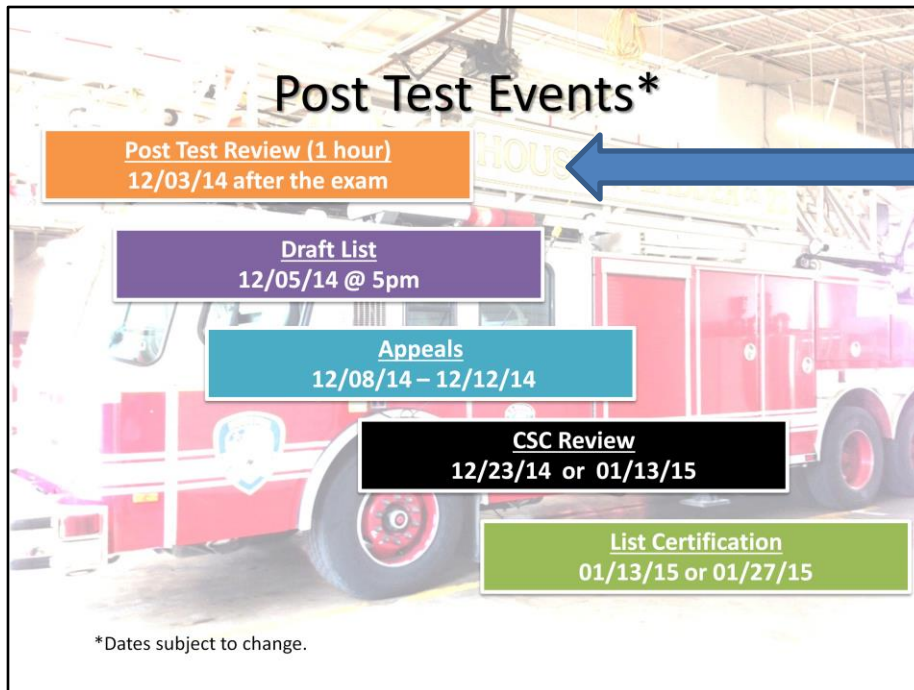 Post Test Events*
Post Test Review (1 hour)
12/03/14 after the exam
HOUS
Draft List
12/05/14 @ 5pm
Appeals
12/08/14 – 12/12/14
CSC Review
12/23/14 or 01/13/15
List Certification
01/13/15 or 01/27/15
*Dates subject to change.